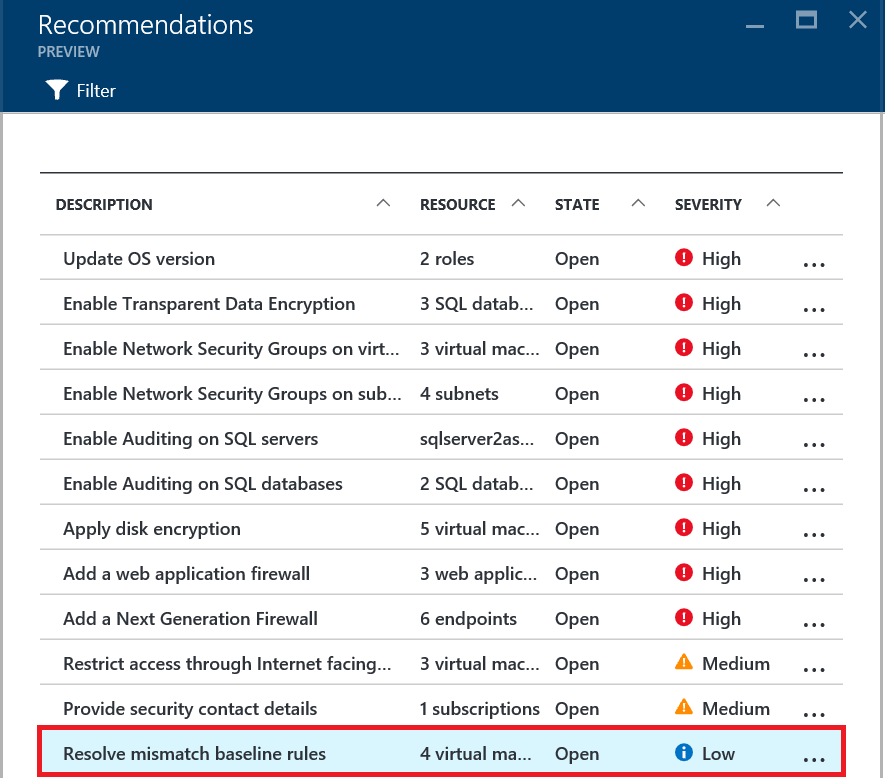 Recommendations
PREVIEW
Filter
DESCRIPTION RESOURCE STATE SEVERITY
Update OS version 2 roles Open High ...
Enable Transparent Data Encryption 3 SQL datab... Open High ...
Enable Network Security Groups on virt... 3 virtual mac... Open High ...
Enable Network Security Groups on sub... 4 subnets Open High ...
Enable Auditing on SQL servers sqlserver2as... Open High ...
Enable Auditing on SQL databases 2 SQL datab... Open High ...
Apply disk encryption 5 virtual mac... Open High ...
Add a web application firewall 3 web applic... Open High ...
Add a Next Generation Firewall 6 endpoints Open High ...
Restrict access through Internet facing... 3 virtual mac... Open Medium ...
Provide security contact details 1 subscriptions Open Medium ...
Resolve mismatch baseline rules 4 virtual ma... Open Low ...